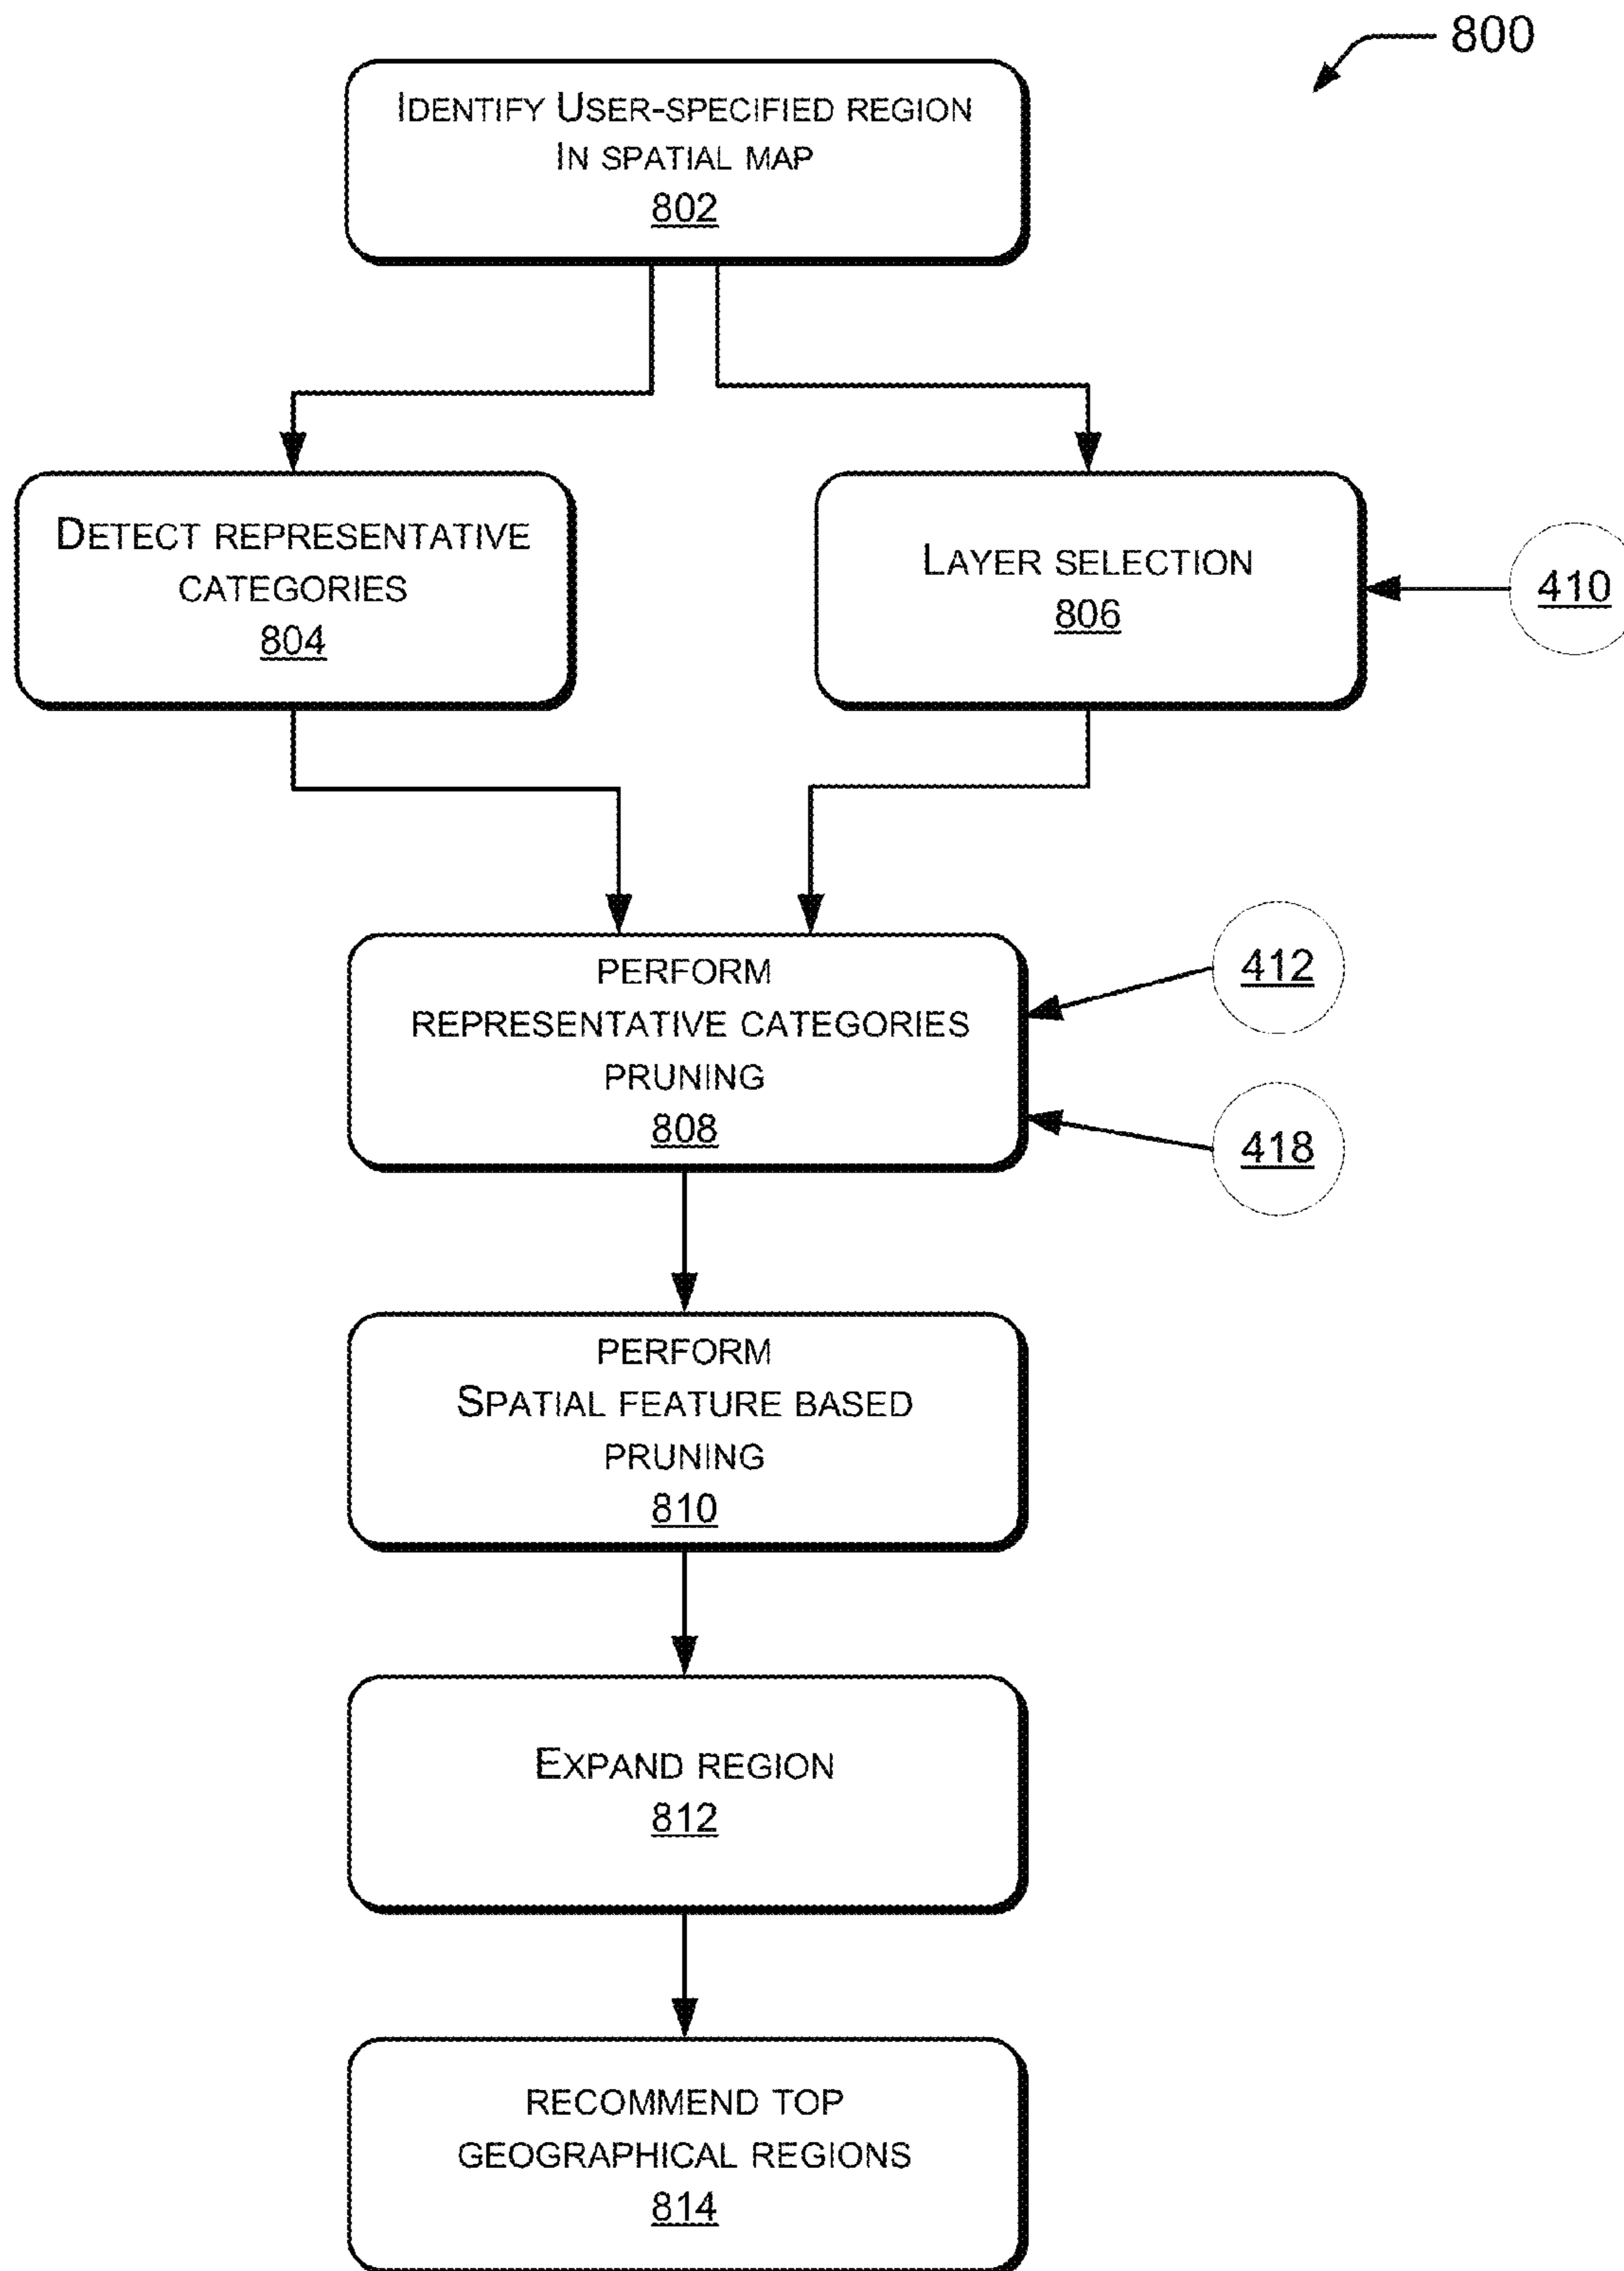 800
IDENTIFY USER-SPECIFIED REGION
IN SPATIAL MAP
802
DETECT REPRESENTATIVE
CATEGORIES
804
LAYER SELECTION
806
410
PERFORM
REPRESENTATIVE CATEGORIES
PRUNING
808
412
418
PERFORM
SPATIAL FEATURE BASED
PRUNING
810
EXPAND REGION
812
RECOMMEND TOP
GEOGRAPHICAL REGIONS
814